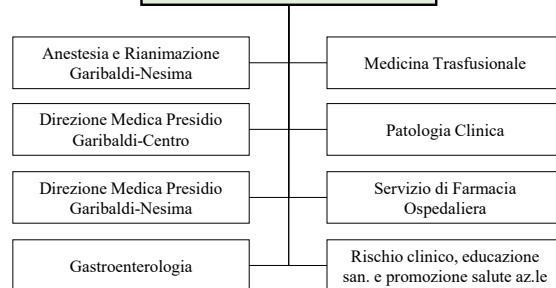 Anestesia e Rianimazione
Garibaldi-Nesima
Medicina Trasfusionale
Direzione Medica Presidio
Garibaldi-Centro
Patologia Clinica
Direzione Medica Presidio
Garibaldi-Nesima
Servizio di Farmacia
Ospedaliera
Gastroenterologia
Rischio clinico, educazione
san. e promozione salute az.le